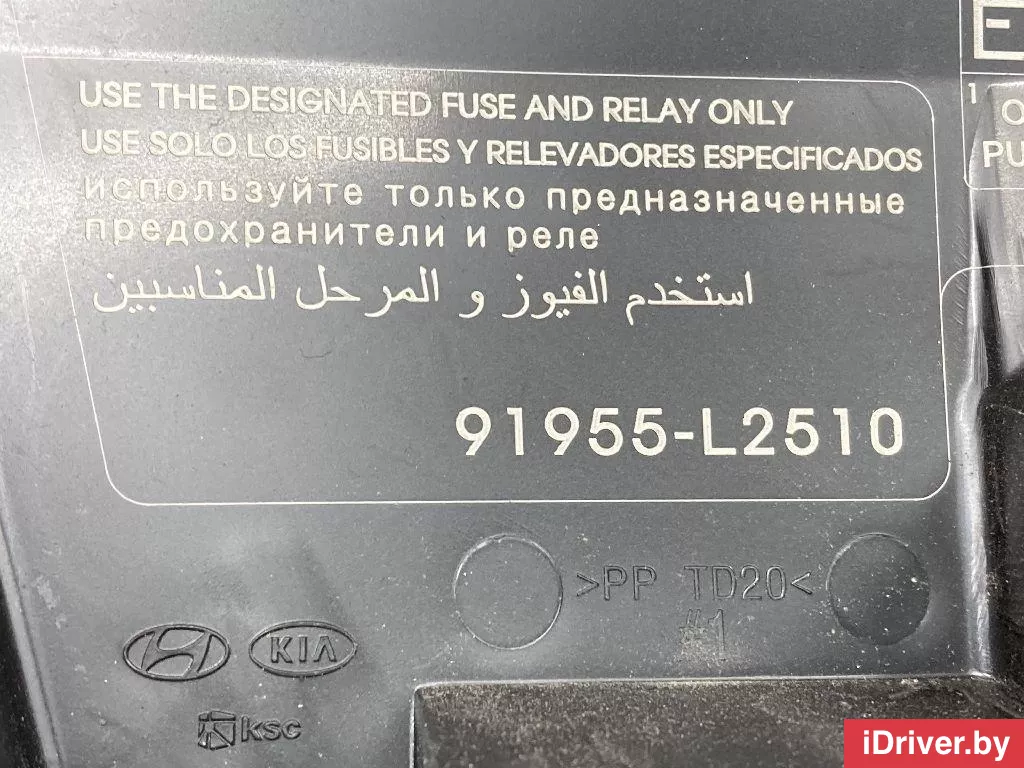 USE THE DESIGNATED FUSE AND RELAY ONLY
USE SOLO LOS FUSIBLES Y RELEVADORES ESPECIFICADOS
используйте только предназначенные
предохранители и реле
استخدم الفيوز و المرحل المناسبين
91955-L2510
1
>PP TD20<
#1
KIA
KSC
iDriver.by